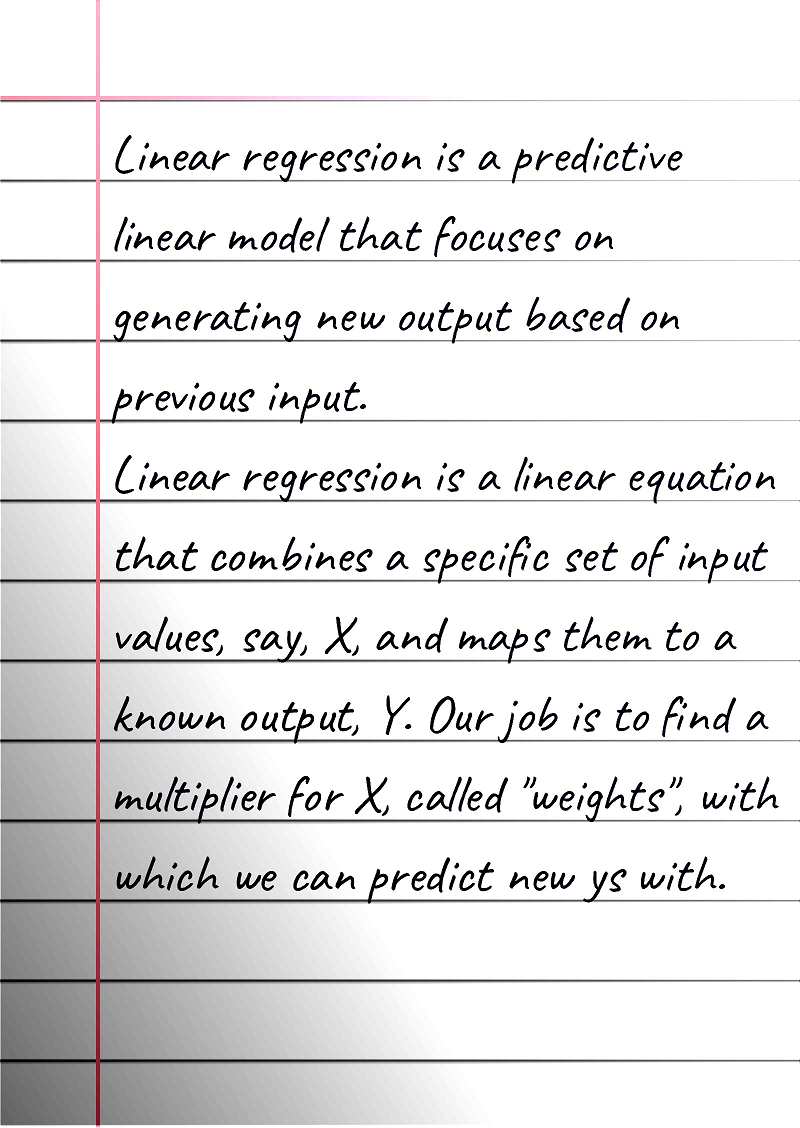 Linear regression is a predictive
linear model that focuses on
generating new output based on
previous input.
Linear regression is a linear equation
that combines a specific set of input
values, say, X, and maps them to a
known output, Y. Our job is to find a
multiplier for X, called "weights", with
which we can predict new ys with.